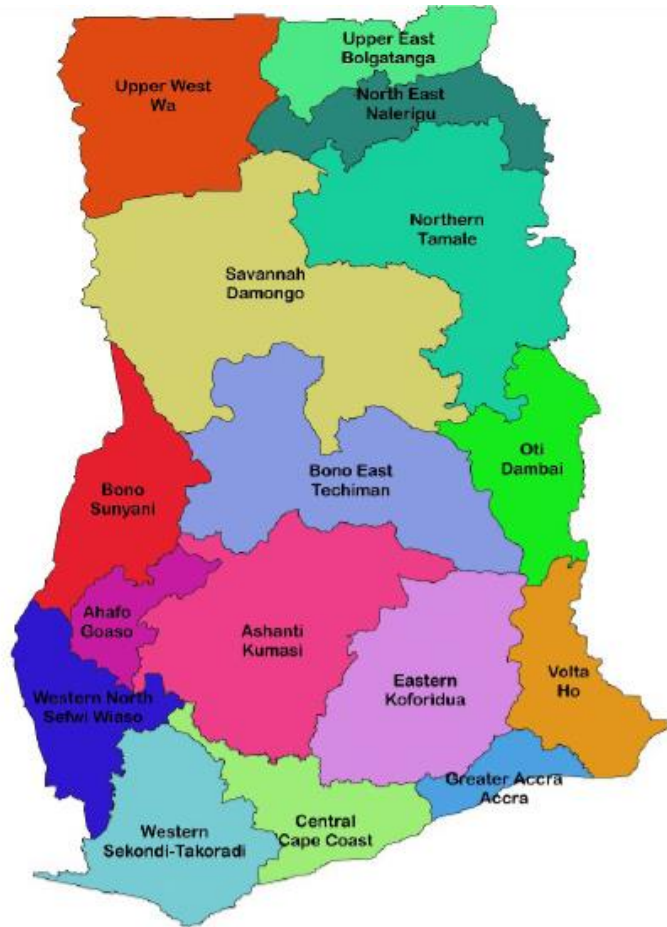 Upper East
Bolgatanga
Upper West
Wa
North East
Nalerigu
Northern
Tamale
Savannah
Damongo
Oti
Dambai
Bono East
Techiman
Bono
Sunyani
Ahafo
Goaso
Ashanti
Kumasi
Eastern
Koforidua
Volta
Ho
Western North
Sefwi Wiaso
Greater Accra
Accra
Central
Cape Coast
Western
Sekondi-Takoradi